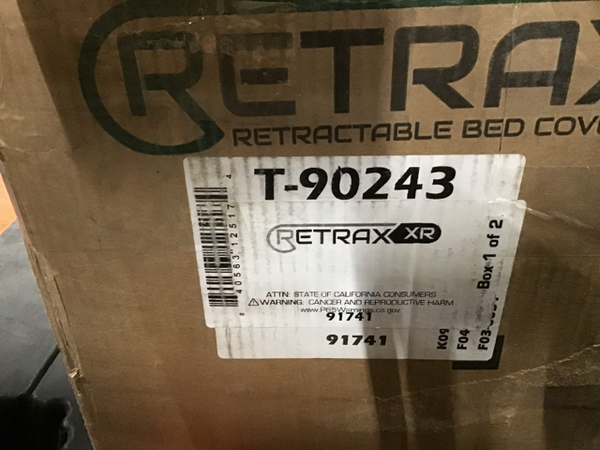 RETRAX
RETRACTABLE BED COV
T-90243
RETRAX XR
Box 1 of 2
ATTN: STATE OF CALIFORNIA CONSUMERS
⚠WARNING: CANCER AND REPRODUCTIVE HARM
www.P65Warnings.ca.gov
91741
91741
K09
F04